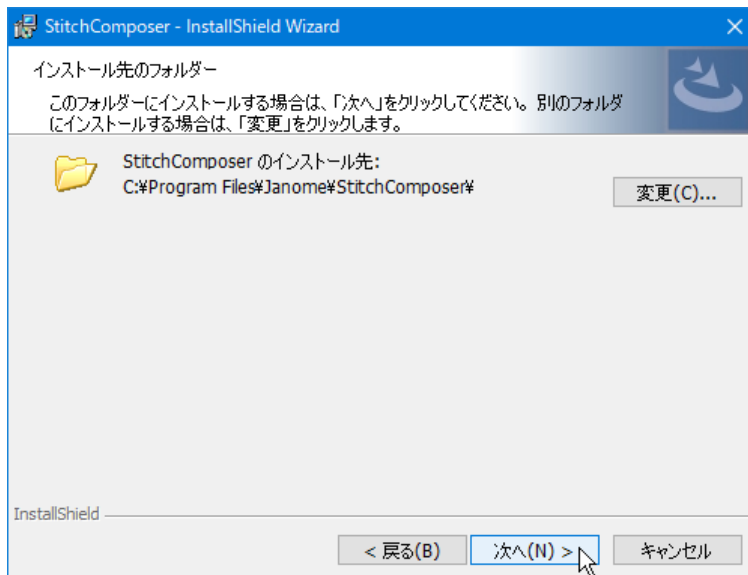 StitchComposer - InstallShield Wizard
インストール先のフォルダー
このフォルダーにインストールする場合は、「次へ」をクリックしてください。別のフォルダ
にインストールする場合は、「変更」をクリックします。
StitchComposer のインストール先:
C:¥Program Files¥Janome¥StitchComposer¥
変更(C)...
InstallShield
< 戻る(B)
次へ(N) >
キャンセル